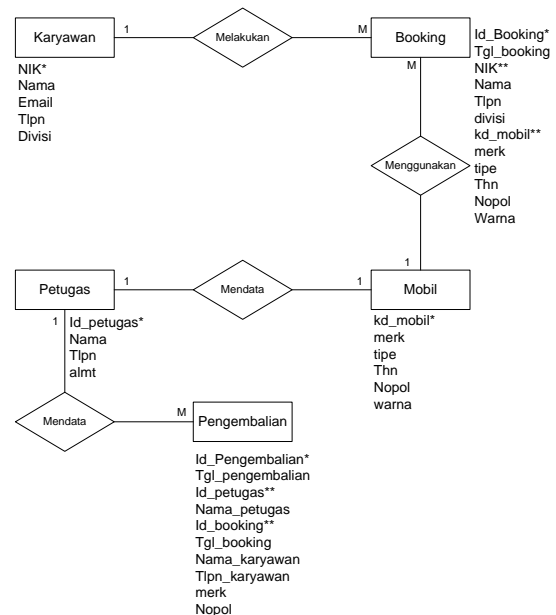 Karyawan
1
Melakukan
M
Booking
NIK*
Nama
Email
Tlpn
Divisi
Id_Booking*
Tgl_booking
NIK**
Nama
Tlpn
divisi
kd_mobil**
merk
tipe
Thn
Nopol
Warna
M
Menggunakan
1
Petugas
1
Mendata
1
Mobil
1
Id_petugas*
Nama
Tlpn
almt
kd_mobil*
merk
tipe
Thn
Nopol
warna
Mendata
M
Pengembalian
Id_Pengembalian*
Tgl_pengembalian
Id_petugas**
Nama_petugas
Id_booking**
Tgl_booking
Nama_karyawan
Tlpn_karyawan
merk
Nopol